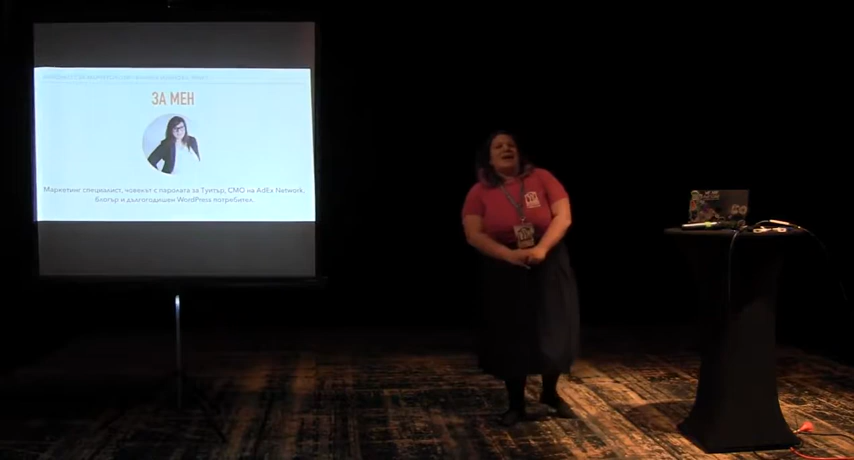 ЗА МЕН
Маркетинг специалист, човекът с паролата за Туитър, CMO на AdEx Network,
блогър и дългогодишен WordPress потребител.